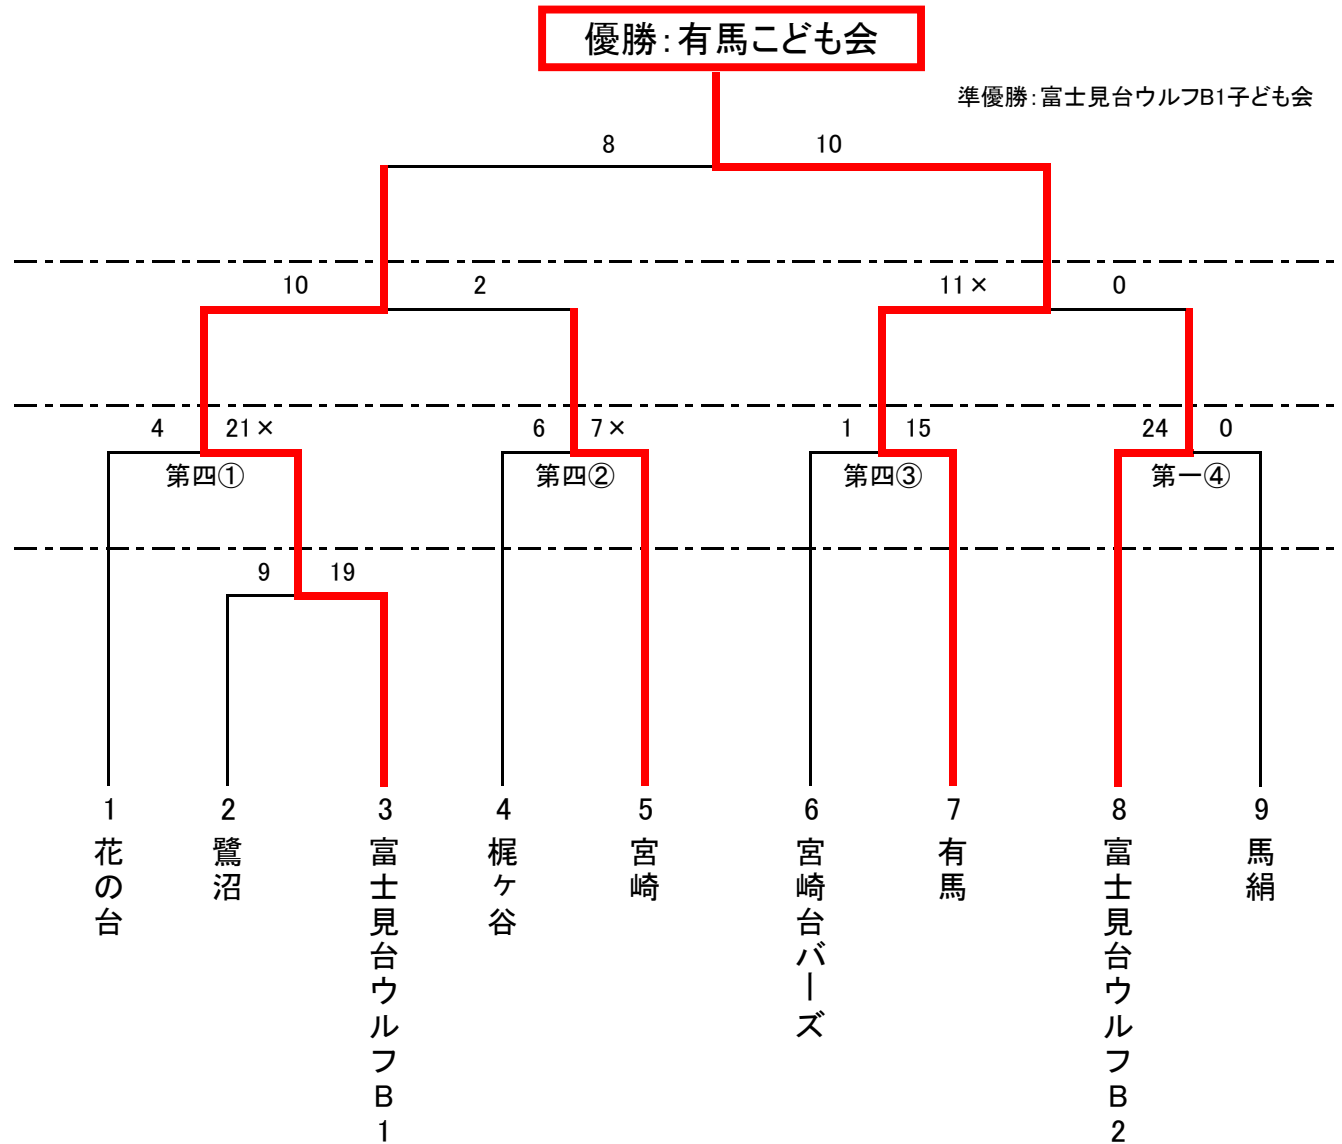 優勝：有馬こども会
準優勝：富士見台ウルフB1子ども会
8
10
10
2
11×
0
4
21×
6
7×
1
15
24
0
第四①
第四②
第四③
第一④
9
19
1
2
3
4
5
6
7
8
9
花の台
鷺沼
富士見台ウルフB1
梶ヶ谷
宮崎
宮崎台バーズ
有馬
富士見台ウルフB2
馬絹